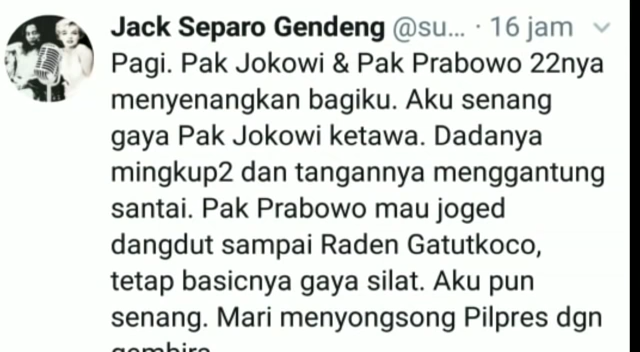 Jack Separo Gendeng @su... · 16 jam
Pagi. Pak Jokowi & Pak Prabowo 22nya
menyenangkan bagiku. Aku senang
gaya Pak Jokowi ketawa. Dadanya
mingkup2 dan tangannya menggantung
santai. Pak Prabowo mau joged
dangdut sampai Raden Gatutkoco,
tetap basicnya gaya silat. Aku pun
senang. Mari menyongsong Pilpres dgn
gembira